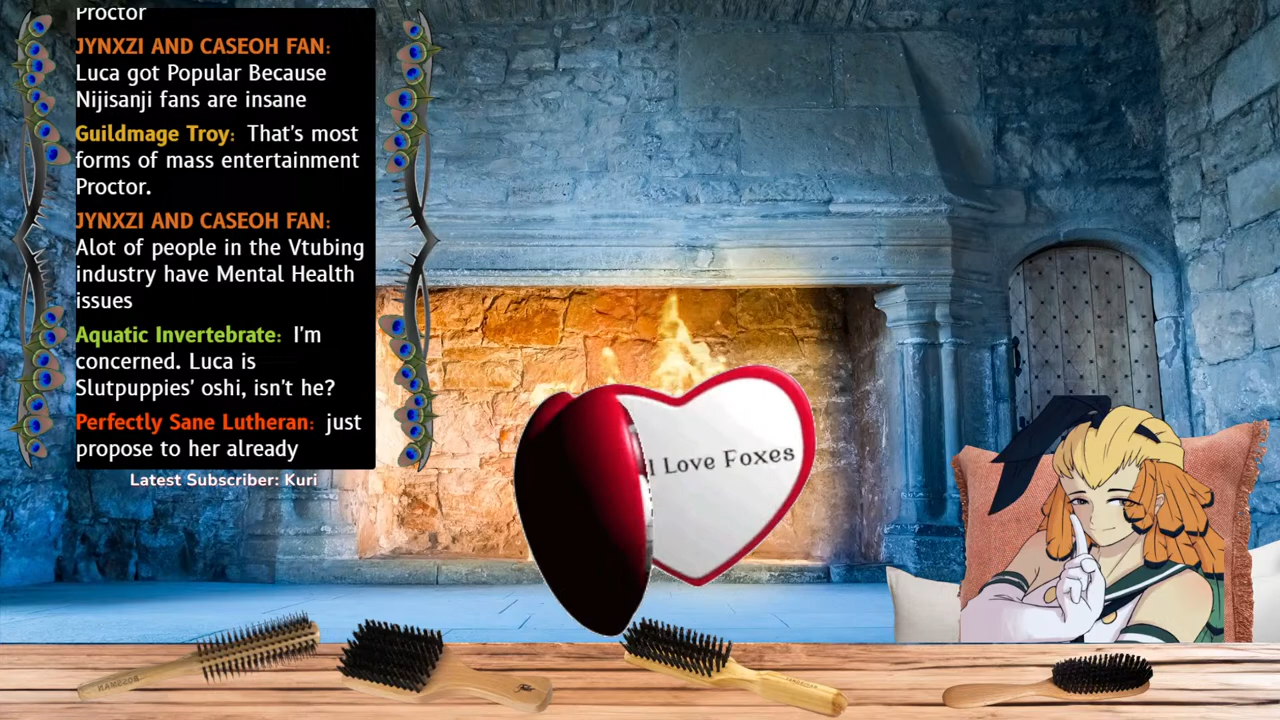 Proctor
JYNXZI AND CASEOH FAN:
Luca got Popular Because
Nijisanji fans are insane
Guildmage Troy: That's most
forms of mass entertainment
Proctor.
JYNXZI AND CASEOH FAN:
Alot of people in the Vtubing
industry have Mental Health
issues
Aquatic Invertebrate: I'm
concerned. Luca is
Slutpuppies' oshi, isn't he?
Perfectly Sane Lutheran: just
propose to her already
Latest Subscriber: Kuri
I Love Foxes